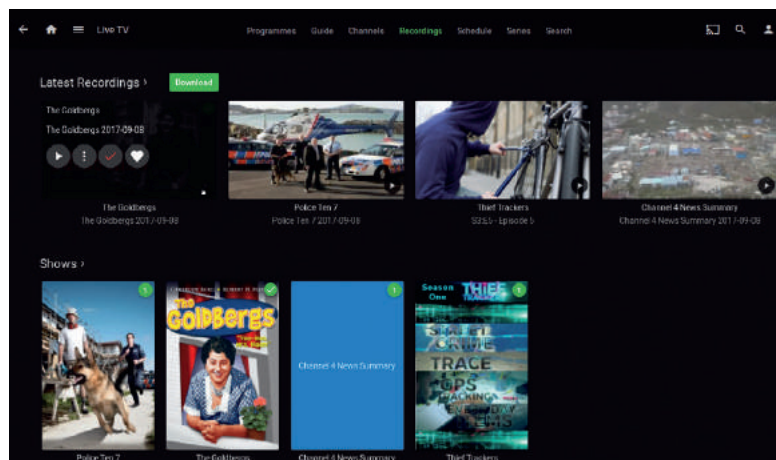 Live TV
Programmes Guide Channels Recordings Schedule Series Search
Latest Recordings › Download
The Goldbergs
The Goldbergs 2017-09-08
The Goldbergs
The Goldbergs 2017-09-08
Police Ten 7
Police Ten 7 2017-09-08
Thief Trackers
S3:E5 - Episode 5
Channel 4 News Summary
Channel 4 News Summary 2017-09-08
Shows ›
1
THE
GOLDBERGS
1
Channel 4 News Summary
Season
One
THIEF
1
STREET
CRIME
TRACE
GPS
TRACKING
EVERYDAY
Police Ten 7
The Goldbergs
Channel 4 News Summary
Thief Trackers